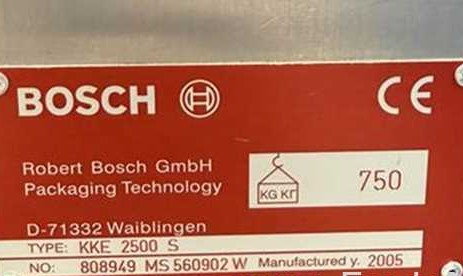 BOSCH CE
Robert Bosch GmbH
Packaging Technology
KG КГ 750
D-71332 Waiblingen
TYPE: KKE 2500 S
NO: 808949 MS 560902 W Manufactured y. 2005